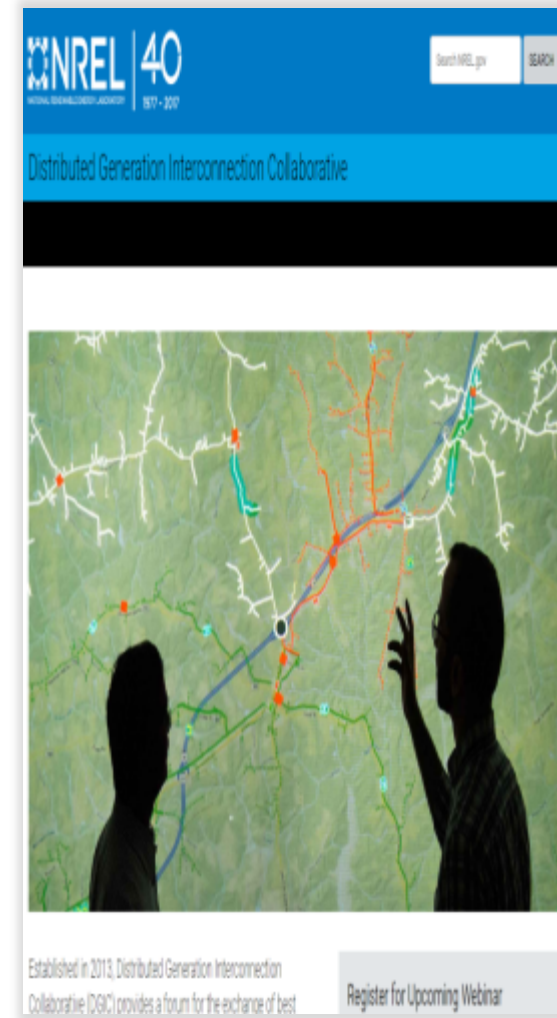 NREL 40
NATIONAL RENEWABLE ENERGY LABORATORY 1977 - 2017
Search NREL.gov SEARCH
Distributed Generation Interconnection Collaborative
Established in 2013, Distributed Generation Interconnection
Collaborative (DGIC) provides a forum for the exchange of best
Register for Upcoming Webinar